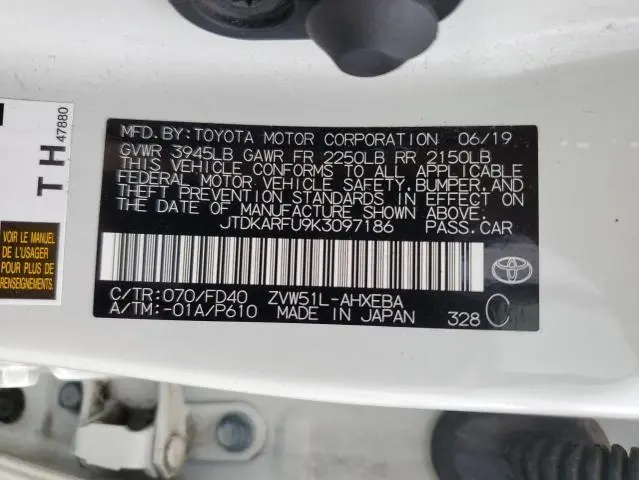 MFD.BY:TOYOTA MOTOR CORPORATION 06/19
GVWR 3945LB GAWR FR 2250LB RR 2150LB
THIS VEHICLE CONFORMS TO ALL APPLICABLE
FEDERAL MOTOR VEHICLE SAFETY,BUMPER,AND
THEFT PREVENTION STANDARDS IN EFFECT ON
THE DATE OF MANUFACTURE SHOWN ABOVE.
JTDKARFU9K3097186 PASS.CAR
C/TR:070/FD40 ZVW51L-AHXEBA
A/TM:-01A/P610 MADE IN JAPAN 328 C
TH
47880
VOIR LE MANUEL
DE L'USAGER
POUR PLUS DE
RENSEIGNEMENTS.